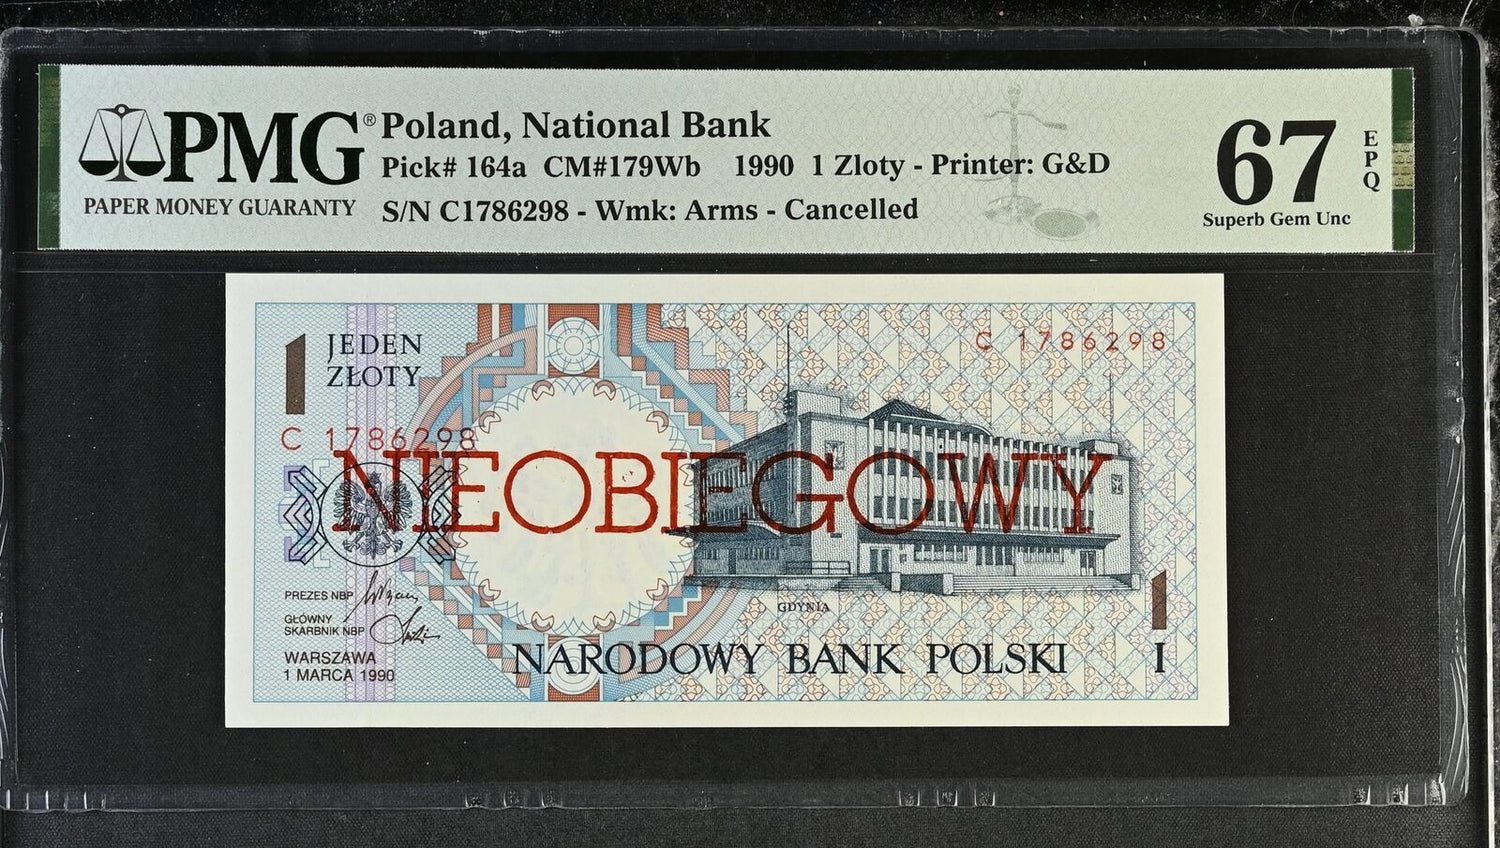 PMG®
PAPER MONEY GUARANTY
Poland, National Bank
Pick# 164a CM#179Wb 1990 1 Zloty - Printer: G&D
S/N C1786298 - Wmk: Arms - Cancelled
67
EPQ
Superb Gem Unc
1
JEDEN
ZŁOTY
C 1786298
C 1786298
NIEOBIEGOWY
PREZES NBP
GŁÓWNY
SKARBNIK NBP
WARSZAWA
1 MARCA 1990
GDYNIA
1
NARODOWY BANK POLSKI I